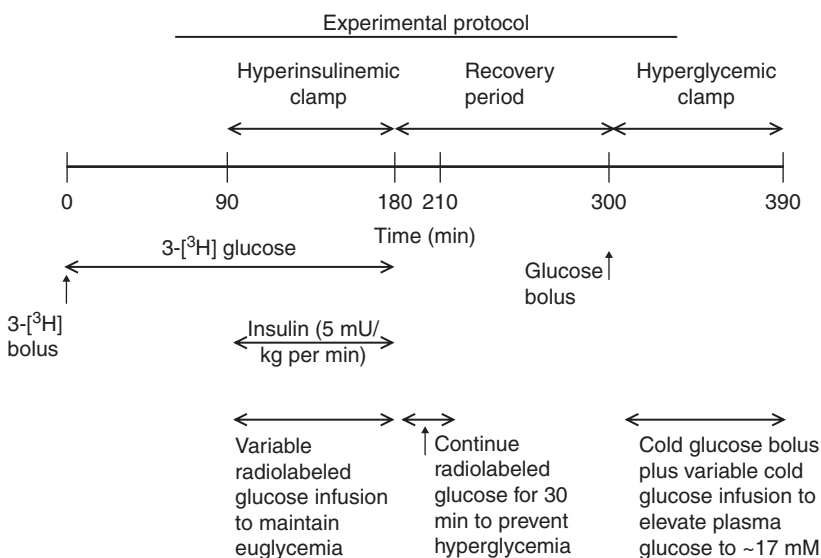 Experimental protocol
Hyperinsulinemic
clamp
Recovery
period
Hyperglycemic
clamp
0
90
180
210
300
390
Time (min)
3-[³H] glucose
3-[³H]
bolus
Glucose
bolus
Insulin (5 mU/
kg per min)
Variable
radiolabeled
glucose infusion
to maintain
euglycemia
Continue
radiolabeled
glucose for 30
min to prevent
hyperglycemia
Cold glucose bolus
plus variable cold
glucose infusion to
elevate plasma
glucose to ~17 mM